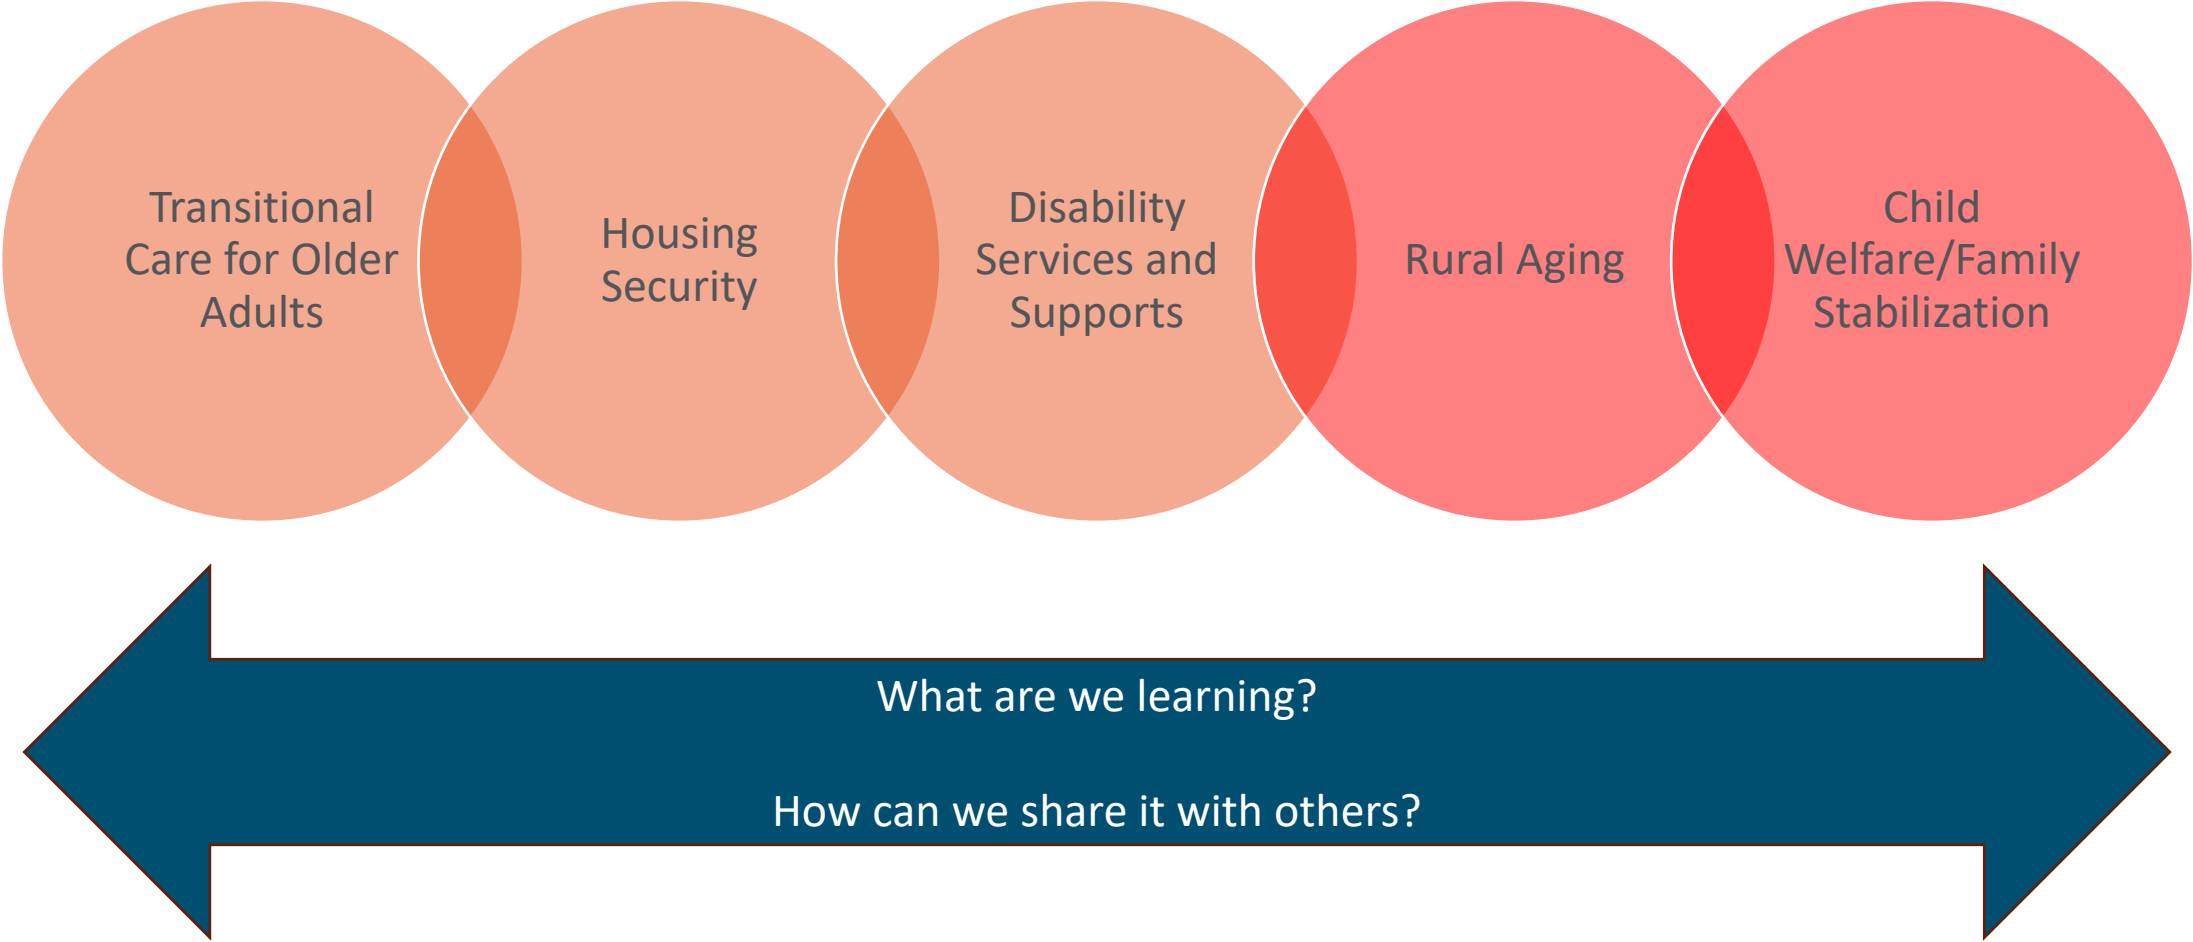 Transitional
Care for Older
Adults
Housing
Security
Disability
Services and
Supports
Rural Aging
Child
Welfare/Family
Stabilization
What are we learning?
How can we share it with others?